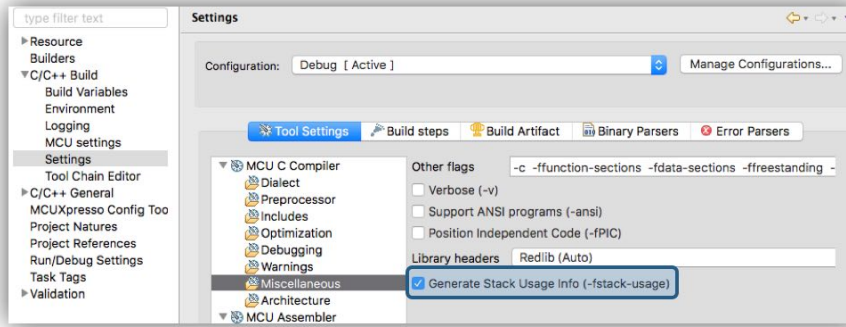 type filter text
Settings
Resource
Builders
C/C++ Build
Build Variables
Environment
Logging
MCU settings
Settings
Tool Chain Editor
C/C++ General
MCUXpresso Config Too
Project Natures
Project References
Run/Debug Settings
Task Tags
Validation
Configuration: Debug [ Active ] Manage Configurations...
Tool Settings Build steps Build Artifact Binary Parsers Error Parsers
MCU C Compiler
Dialect
Preprocessor
Includes
Optimization
Debugging
Warnings
Miscellaneous
Architecture
MCU Assembler
Other flags -c -ffunction-sections -fdata-sections -ffreestanding -
Verbose (-v)
Support ANSI programs (-ansi)
Position Independent Code (-fPIC)
Library headers Redlib (Auto)
Generate Stack Usage Info (-fstack-usage)